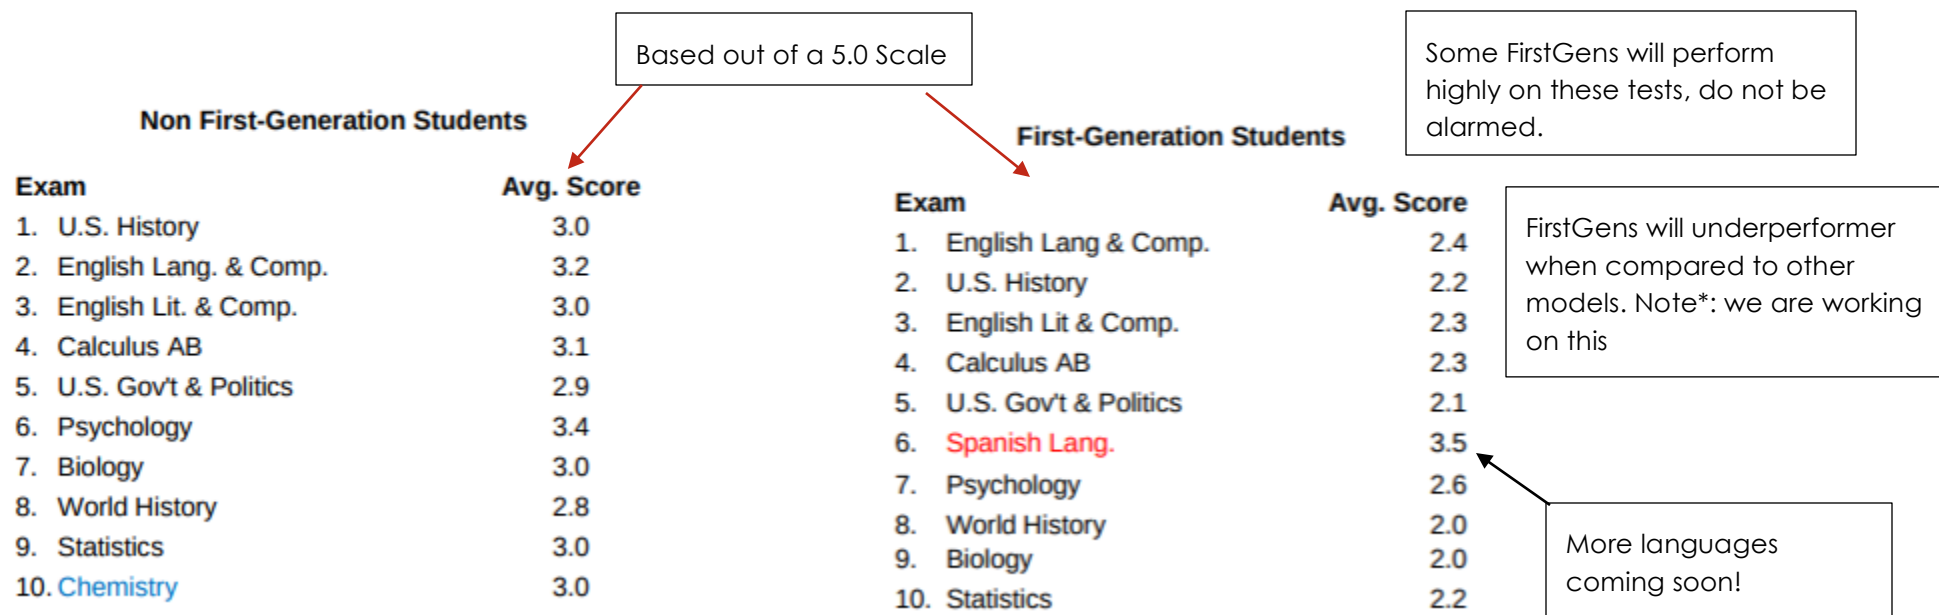 Based out of a 5.0 Scale
Some FirstGens will perform
highly on these tests, do not be
alarmed.
Non First-Generation Students
Exam Avg. Score
1. U.S. History 3.0
2. English Lang. & Comp. 3.2
3. English Lit. & Comp. 3.0
4. Calculus AB 3.1
5. U.S. Gov't & Politics 2.9
6. Psychology 3.4
7. Biology 3.0
8. World History 2.8
9. Statistics 3.0
10. Chemistry 3.0
First-Generation Students
Exam Avg. Score
1. English Lang & Comp. 2.4
2. U.S. History 2.2
3. English Lit & Comp. 2.3
4. Calculus AB 2.3
5. U.S. Gov't & Politics 2.1
6. Spanish Lang. 3.5
7. Psychology 2.6
8. World History 2.0
9. Biology 2.0
10. Statistics 2.2
FirstGens will underperformer
when compared to other
models. Note*: we are working
on this
More languages
coming soon!